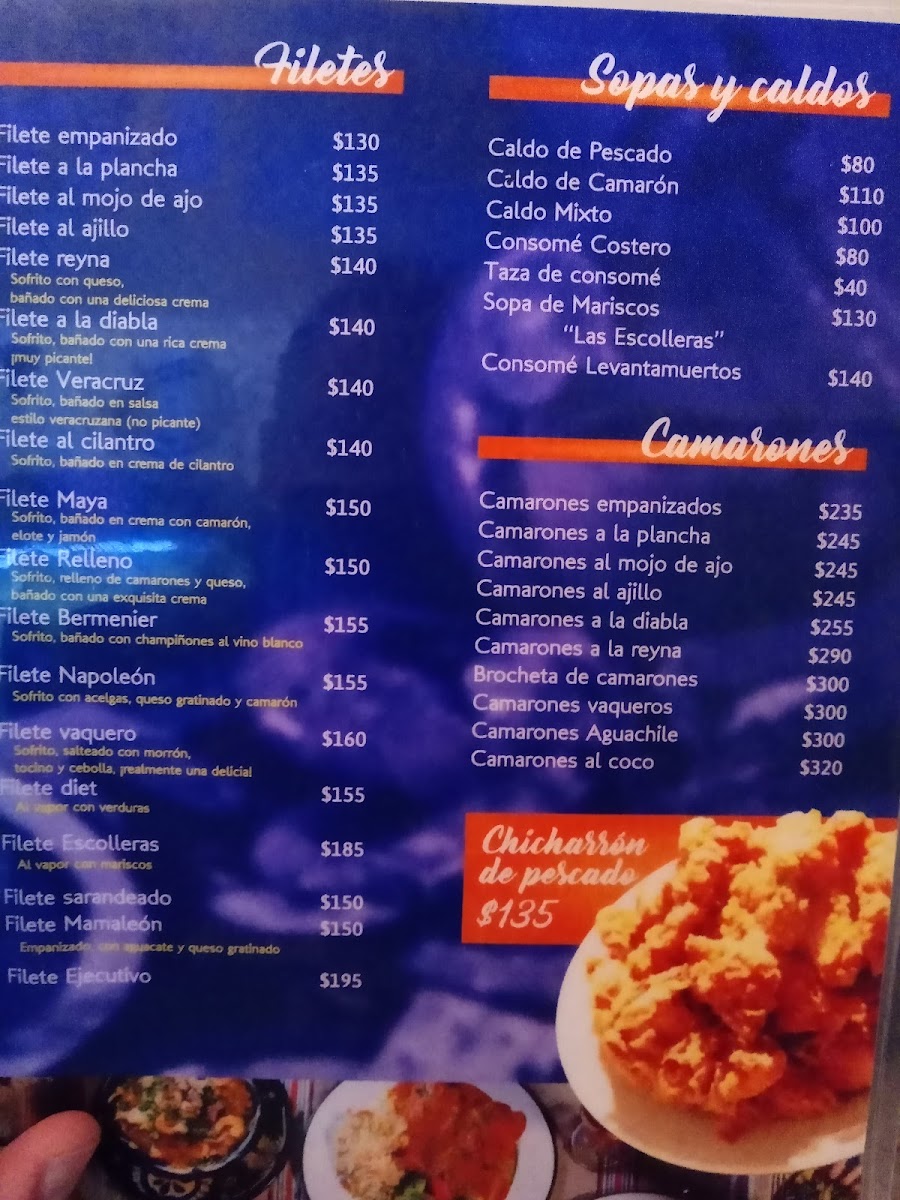 Filetes
Filete empanizado $130
Filete a la plancha $135
Filete al mojo de ajo $135
Filete al ajillo $135
Filete reyna $140
Sofrito con queso,
bañado con una deliciosa crema
Filete a la diabla $140
Sofrito, bañado con una rica crema
¡muy picante!
Filete Veracruz $140
Sofrito, bañado en salsa
estilo veracruzana (no picante)
Filete al cilantro $140
Sofrito, bañado en crema de cilantro
Filete Maya $150
Sofrito, bañado en crema con camarón,
elote y jamón
Filete Relleno $150
Sofrito, relleno de camarones y queso,
bañado con una exquisita crema
Filete Bermenier $155
Sofrito, bañado con champiñones al vino blanco
Filete Napoleón $155
Sofrito con acelgas, queso gratinado y camarón
Filete vaquero $160
Sofrito, salteado con morrón,
tocino y cebolla, ¡realmente una delicia!
Filete diet $155
Al vapor con verduras
Filete Escolleras $185
Al vapor con mariscos
Filete sarandeado $150
Filete Mamaleón $150
Empanizado, con aguacate y queso gratinado
Filete Ejecutivo $195
Sopas y caldos
Caldo de Pescado $80
Caldo de Camarón $110
Caldo Mixto $100
Consomé Costero $80
Taza de consomé $40
Sopa de Mariscos $130
"Las Escolleras"
Consomé Levantamuertos $140
Camarones
Camarones empanizados $235
Camarones a la plancha $245
Camarones al mojo de ajo $245
Camarones al ajillo $245
Camarones a la diabla $255
Camarones a la reyna $290
Brocheta de camarones $300
Camarones vaqueros $300
Camarones Aguachile $300
Camarones al coco $320
Chicharrón
de pescado
$135